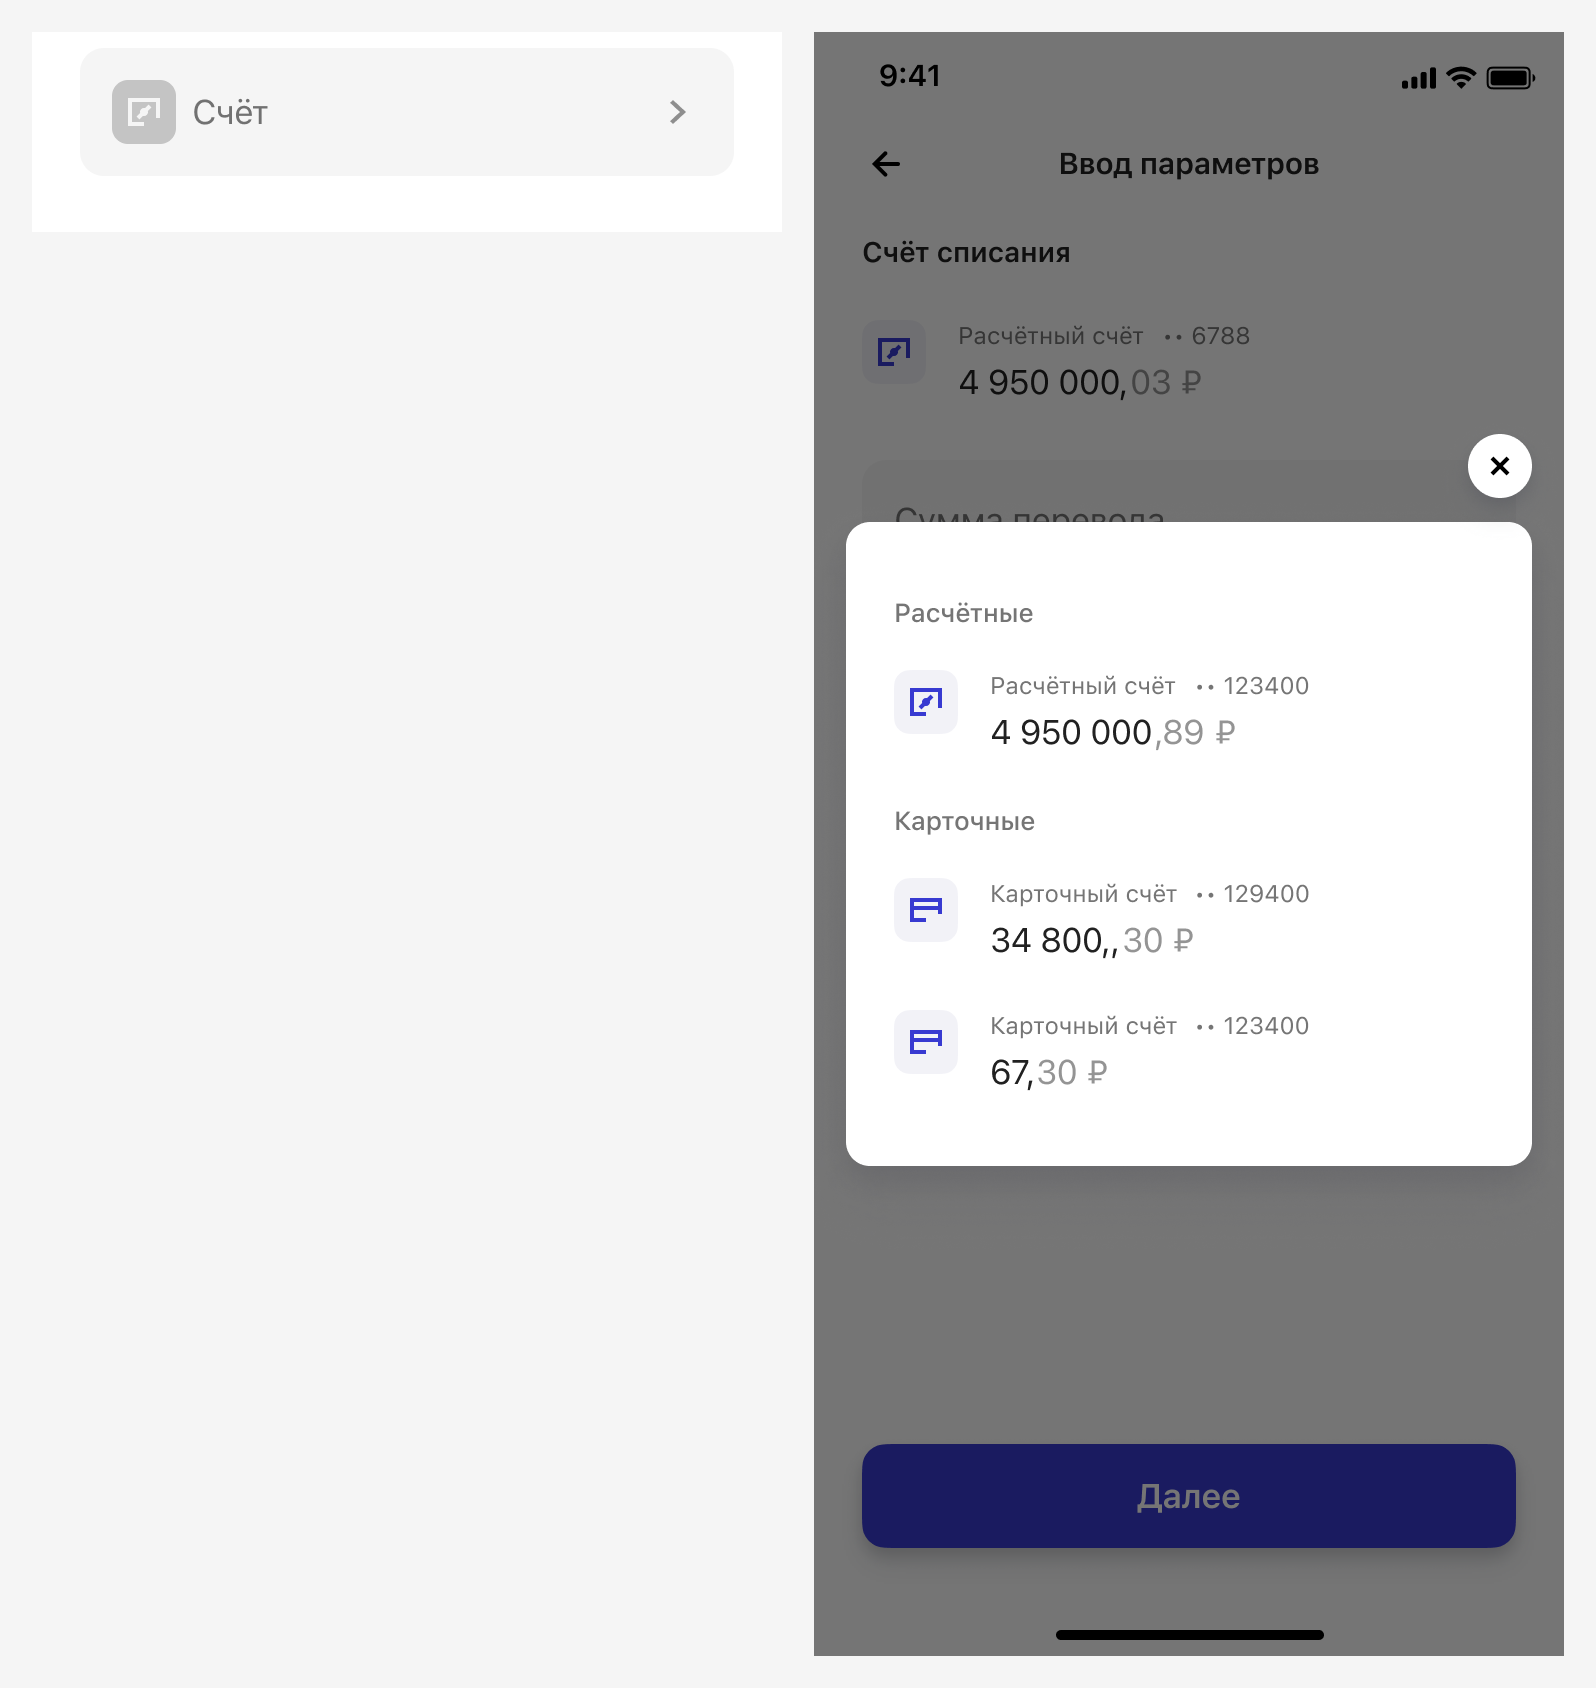 Счёт
9:41
Ввод параметров
Счёт списания
Расчётный счёт •• 6788
4 950 000,03 ₽
Сумма перевода
Расчётные
Расчётный счёт •• 123400
4 950 000,89 ₽
Карточные
Карточный счёт •• 129400
34 800,,30 ₽
Карточный счёт •• 123400
67,30 ₽
Далее